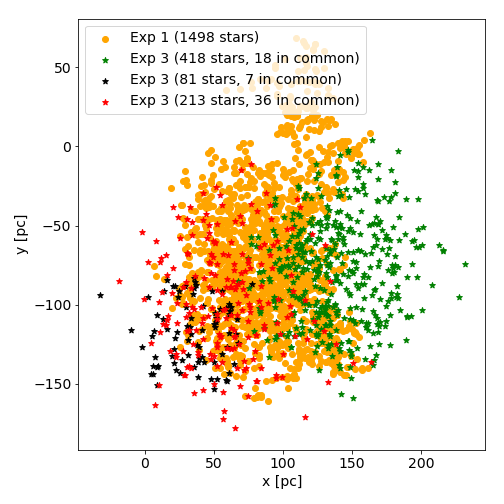 Exp 1 (1498 stars)
Exp 3 (418 stars, 18 in common)
Exp 3 (81 stars, 7 in common)
Exp 3 (213 stars, 36 in common)
50
0
−50
−100
−150
y [pc]
0
50
100
150
200
x [pc]